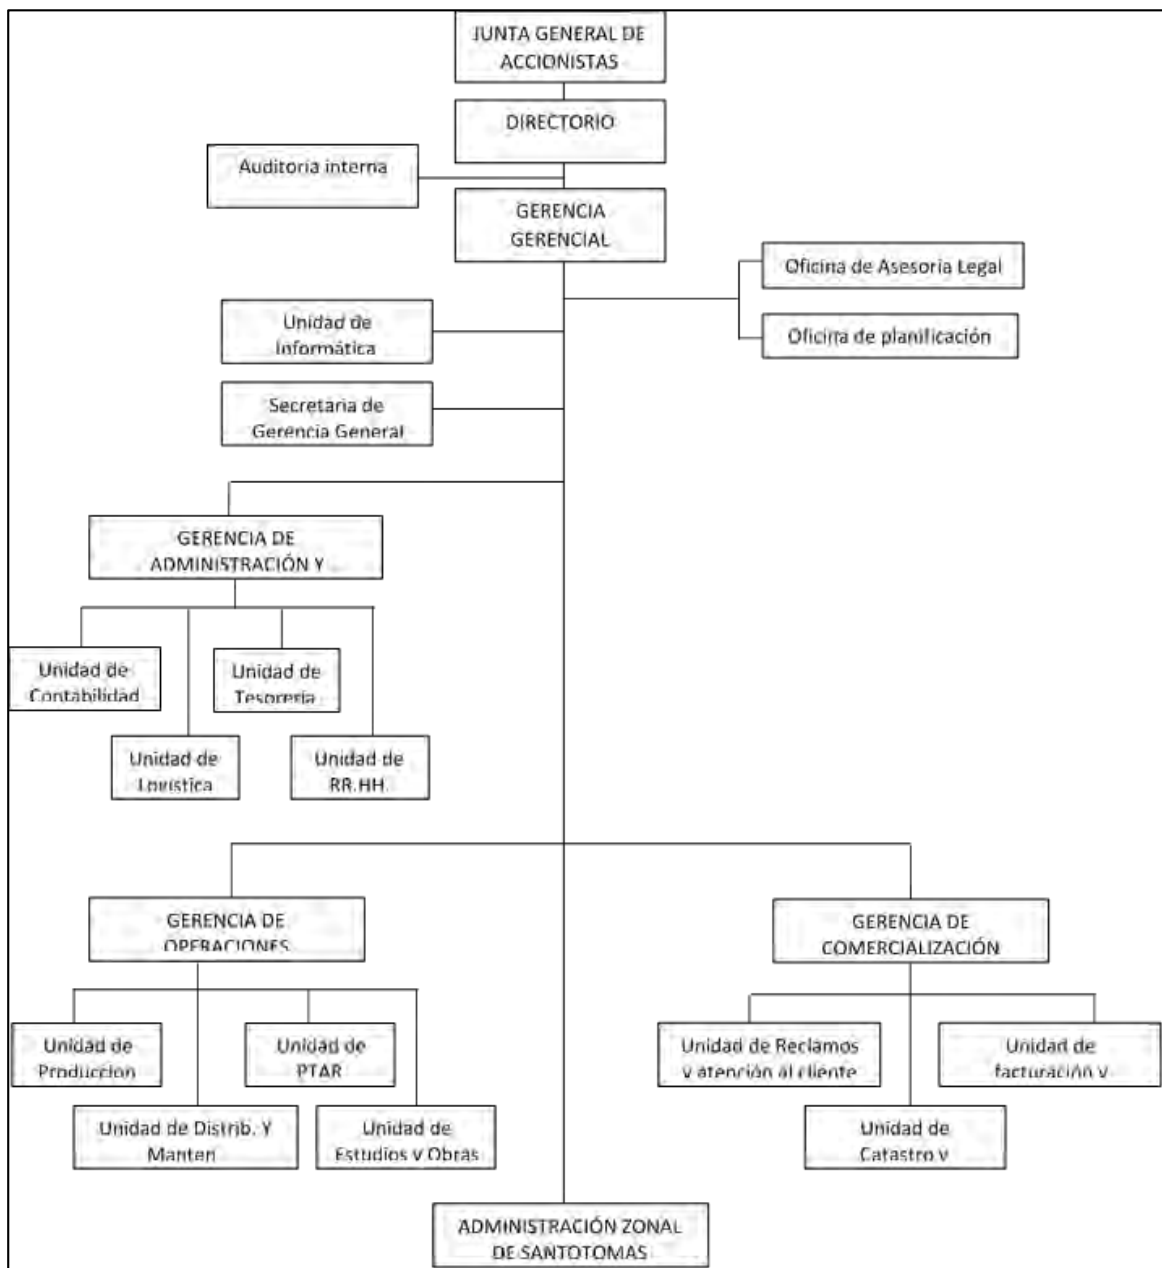 JUNTA GENERAL DE
ACCIONISTAS
DIRECTORIO
Auditoria interna
GERENCIA
GERENCIAL
Oficina de Asesoria Legal
Unidad de
Informática
Oficina de planificación
Secretaria de
Gerencia General
GERENCIA DE
ADMINISTRACIÓN Y
Unidad de
Contabilidad
Unidad de
Tesorería
Unidad de
Logística
Unidad de
RR.HH.
GERENCIA DE
OPERACIONES
GERENCIA DE
COMERCIALIZACIÓN
Unidad de
Produccion
Unidad de
PTAR
Unidad de Reclamos
y atención al cliente
Unidad de
facturación y
Unidad de Distrib. Y
Manten
Unidad de
Estudios y Obras
Unidad de
Catastro y
ADMINISTRACIÓN ZONAL
DE SANTOTOMAS